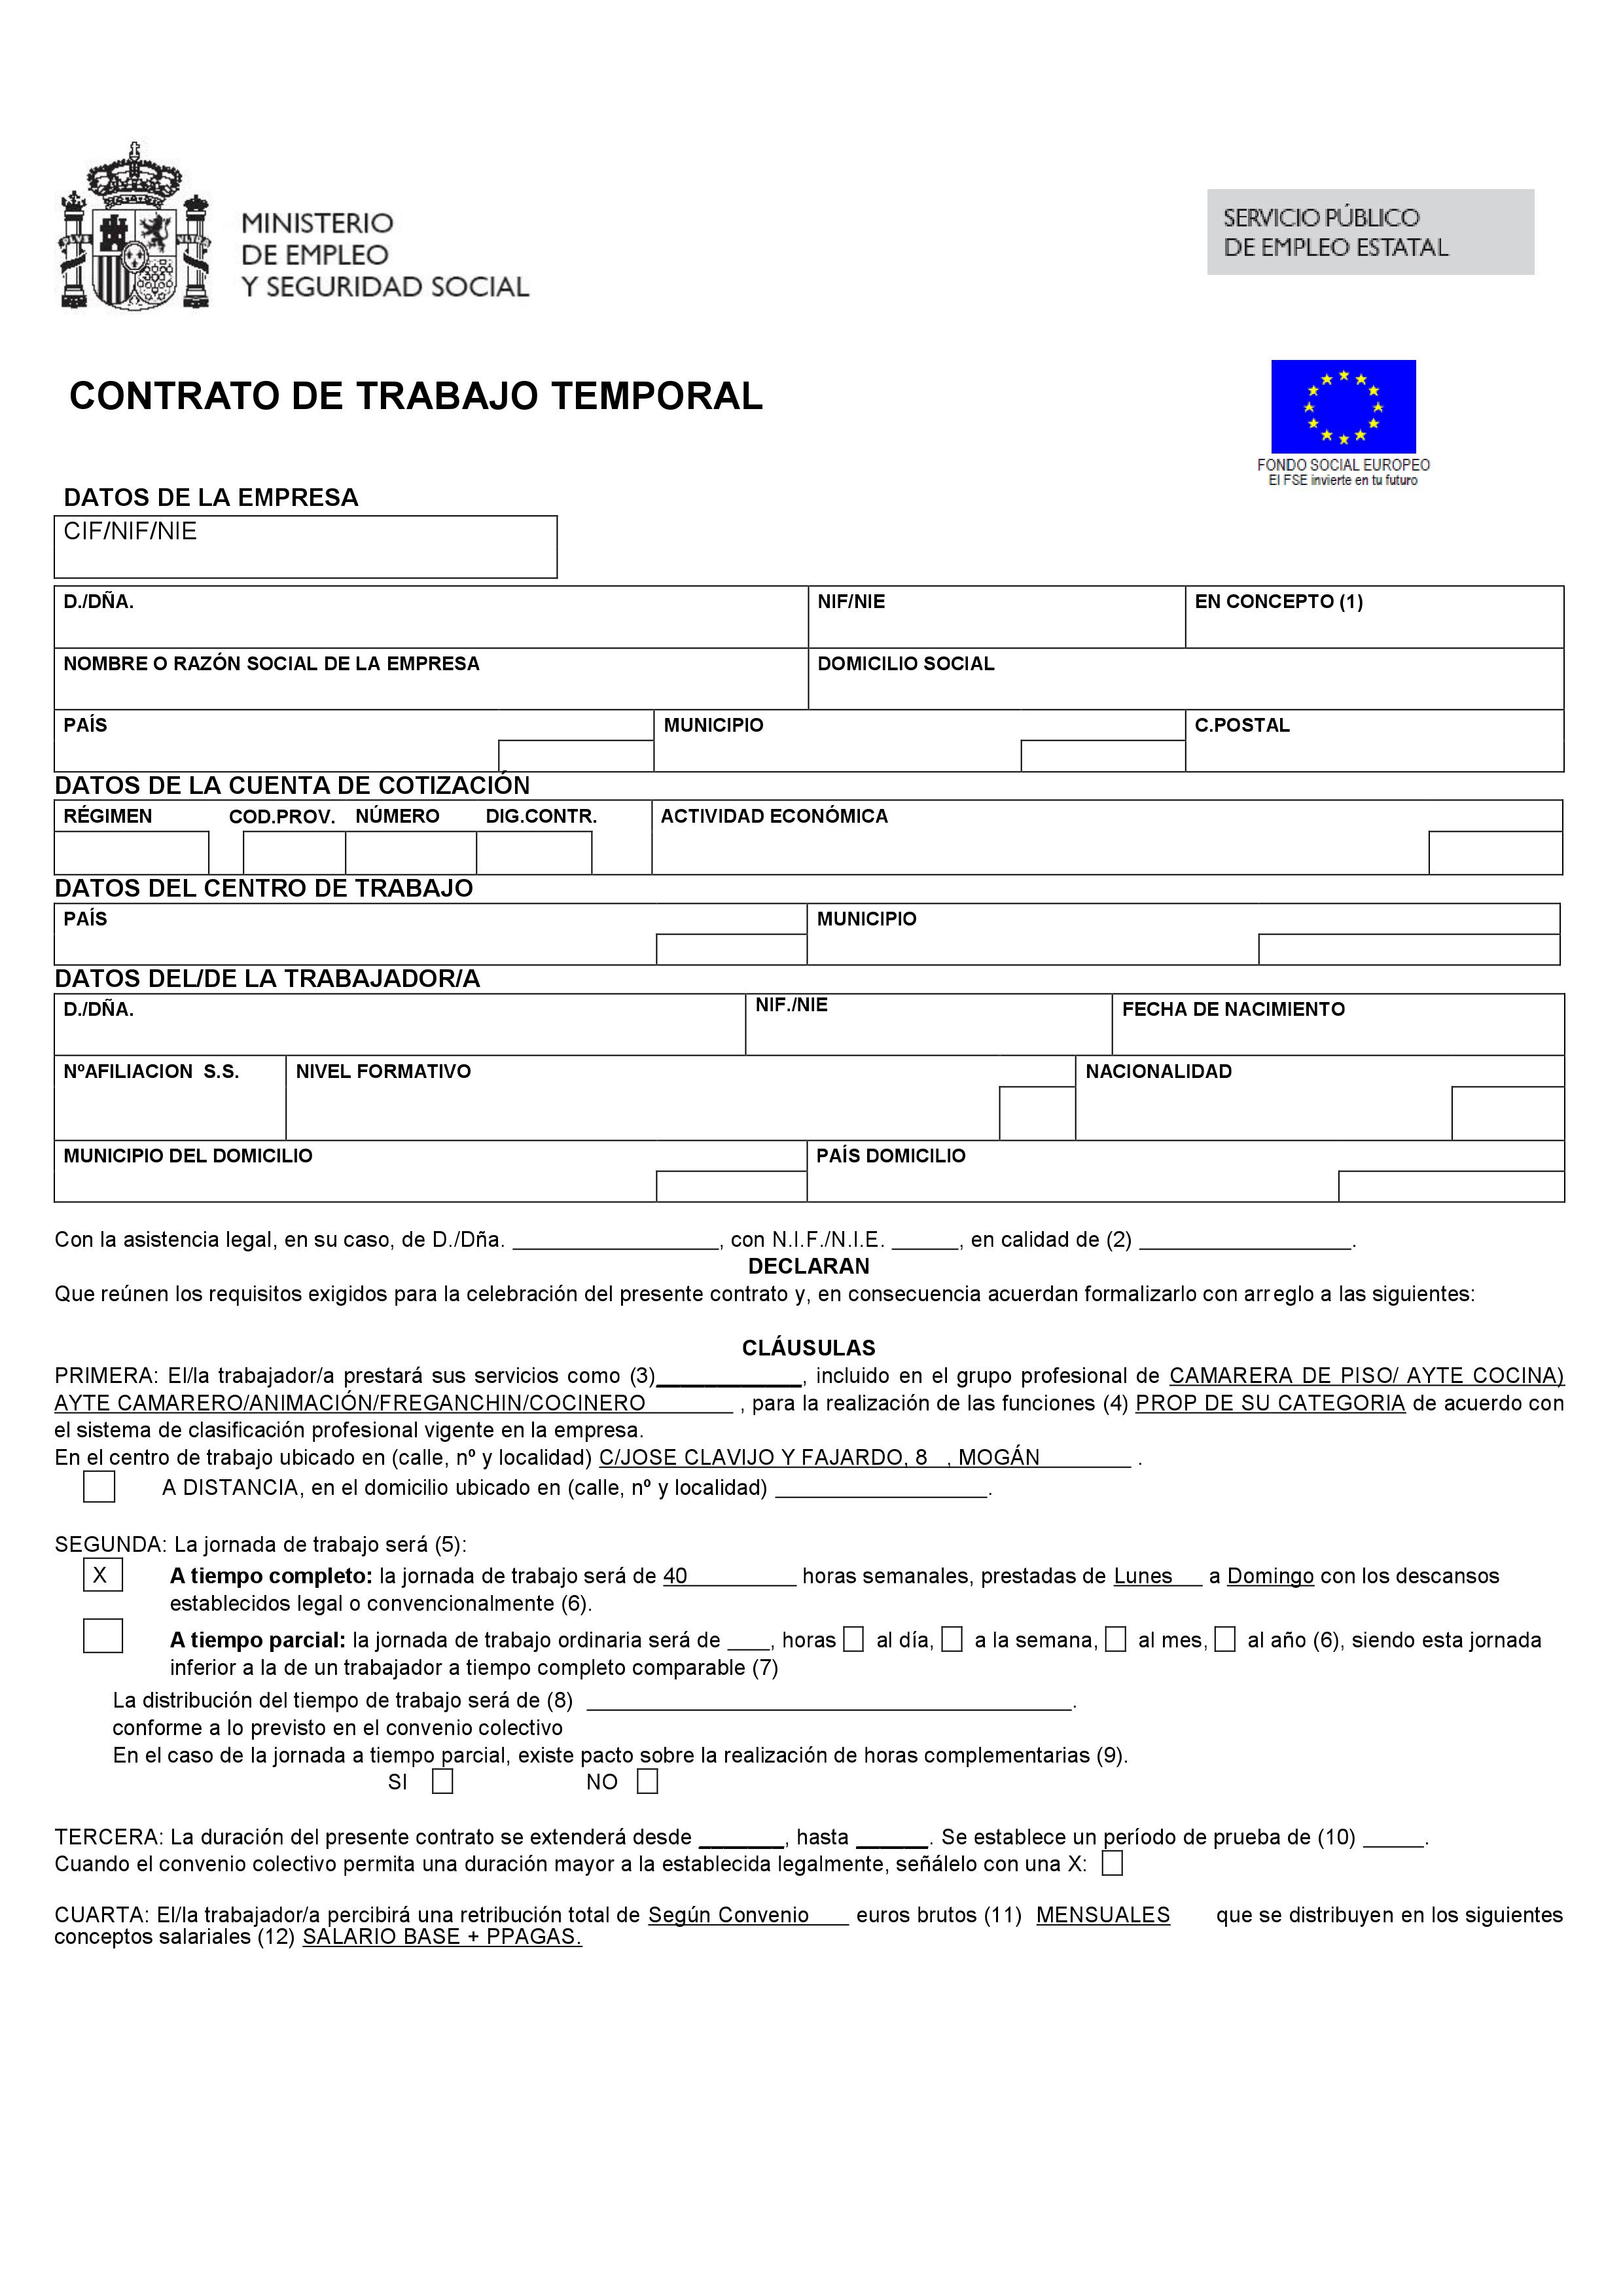 PLVS VLTRA
MINISTERIO
DE EMPLEO
Y SEGURIDAD SOCIAL
SERVICIO PÚBLICO
DE EMPLEO ESTATAL
CONTRATO DE TRABAJO TEMPORAL
FONDO SOCIAL EUROPEO
El FSE invierte en tu futuro
DATOS DE LA EMPRESA
CIF/NIF/NIE
D./DÑA. NIF/NIE EN CONCEPTO (1)
NOMBRE O RAZÓN SOCIAL DE LA EMPRESA DOMICILIO SOCIAL
PAÍS MUNICIPIO C.POSTAL
DATOS DE LA CUENTA DE COTIZACIÓN
RÉGIMEN COD.PROV. NÚMERO DIG.CONTR. ACTIVIDAD ECONÓMICA
DATOS DEL CENTRO DE TRABAJO
PAÍS MUNICIPIO
DATOS DEL/DE LA TRABAJADOR/A
D./DÑA. NIF./NIE FECHA DE NACIMIENTO
NºAFILIACION S.S. NIVEL FORMATIVO NACIONALIDAD
MUNICIPIO DEL DOMICILIO PAÍS DOMICILIO
Con la asistencia legal, en su caso, de D./Dña. _________________, con N.I.F./N.I.E. _____, en calidad de (2) _________________.
DECLARAN
Que reúnen los requisitos exigidos para la celebración del presente contrato y, en consecuencia acuerdan formalizarlo con arreglo a las siguientes:
CLÁUSULAS
PRIMERA: El/la trabajador/a prestará sus servicios como (3)____________, incluido en el grupo profesional de CAMARERA DE PISO/ AYTE COCINA)
AYTE CAMARERO/ANIMACIÓN/FREGANCHIN/COCINERO_______ , para la realización de las funciones (4) PROP DE SU CATEGORIA de acuerdo con
el sistema de clasificación profesional vigente en la empresa.
En el centro de trabajo ubicado en (calle, nº y localidad) C/JOSE CLAVIJO Y FAJARDO, 8 , MOGÁN_______ .
A DISTANCIA, en el domicilio ubicado en (calle, nº y localidad) _________________.
SEGUNDA: La jornada de trabajo será (5):
X A tiempo completo: la jornada de trabajo será de 40_________ horas semanales, prestadas de Lunes__ a Domingo con los descansos
establecidos legal o convencionalmente (6).
A tiempo parcial: la jornada de trabajo ordinaria será de ___, horas al día, a la semana, al mes, al año (6), siendo esta jornada
inferior a la de un trabajador a tiempo completo comparable (7)
La distribución del tiempo de trabajo será de (8) ________________________________________.
conforme a lo previsto en el convenio colectivo
En el caso de la jornada a tiempo parcial, existe pacto sobre la realización de horas complementarias (9).
SI NO
TERCERA: La duración del presente contrato se extenderá desde _______, hasta ______. Se establece un período de prueba de (10) _____.
Cuando el convenio colectivo permita una duración mayor a la establecida legalmente, señálelo con una X:
CUARTA: El/la trabajador/a percibirá una retribución total de Según Convenio___ euros brutos (11) MENSUALES que se distribuyen en los siguientes
conceptos salariales (12) SALARIO BASE + PPAGAS.